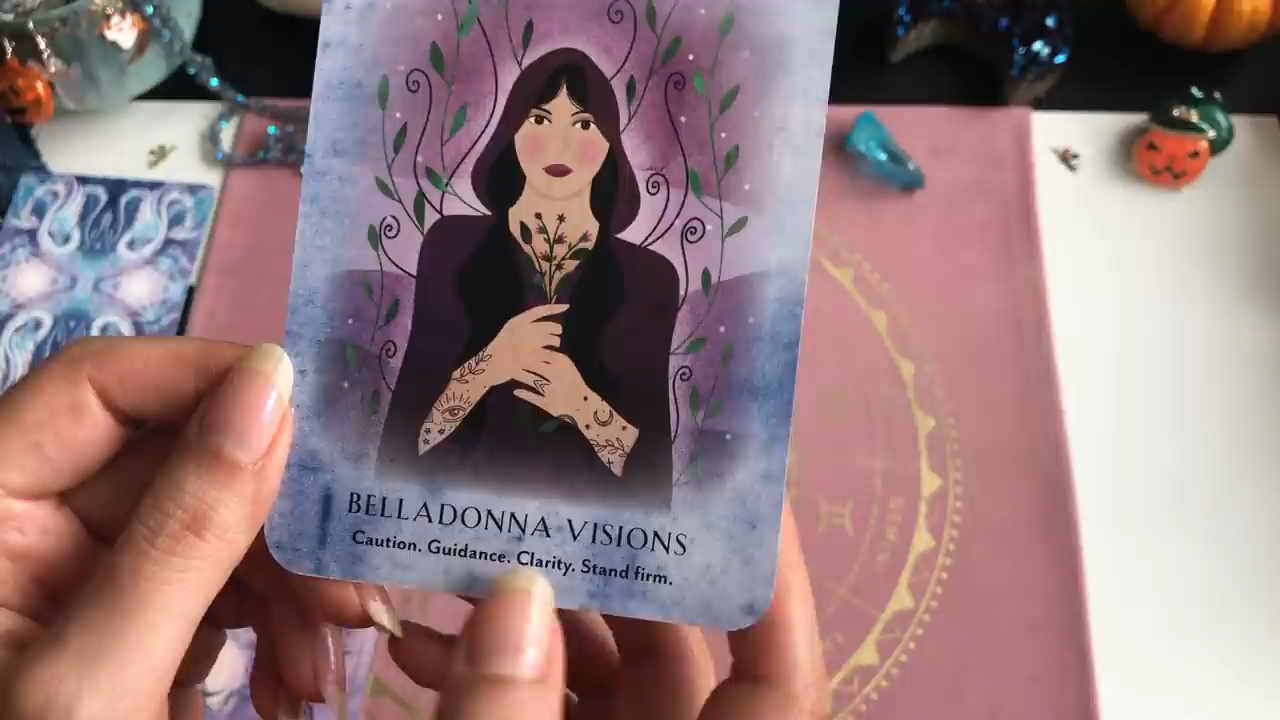 BELLADONNA VISIONS
Caution. Guidance. Clarity. Stand firm.